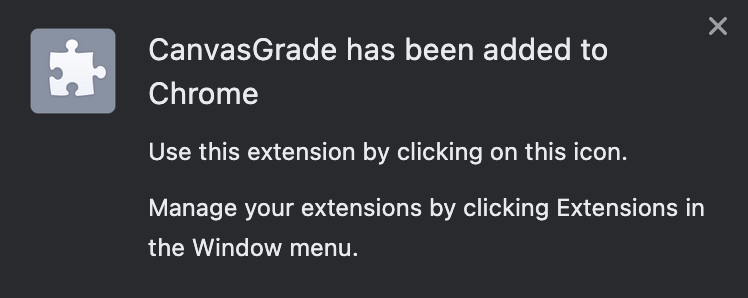 CanvasGrade has been added to
Chrome
Use this extension by clicking on this icon.
Manage your extensions by clicking Extensions in
the Window menu.